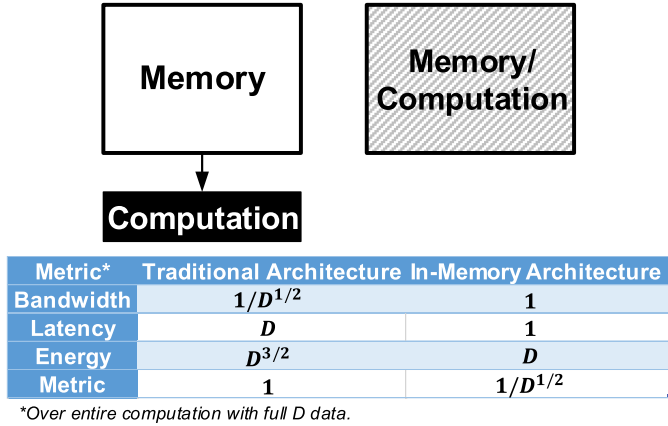 Memory
Memory/
Computation
Computation
Metric* Traditional Architecture In-Memory Architecture
Bandwidth 1/D^{1/2} 1
Latency D 1
Energy D^{3/2} D
Metric 1 1/D^{1/2}
*Over entire computation with full D data.